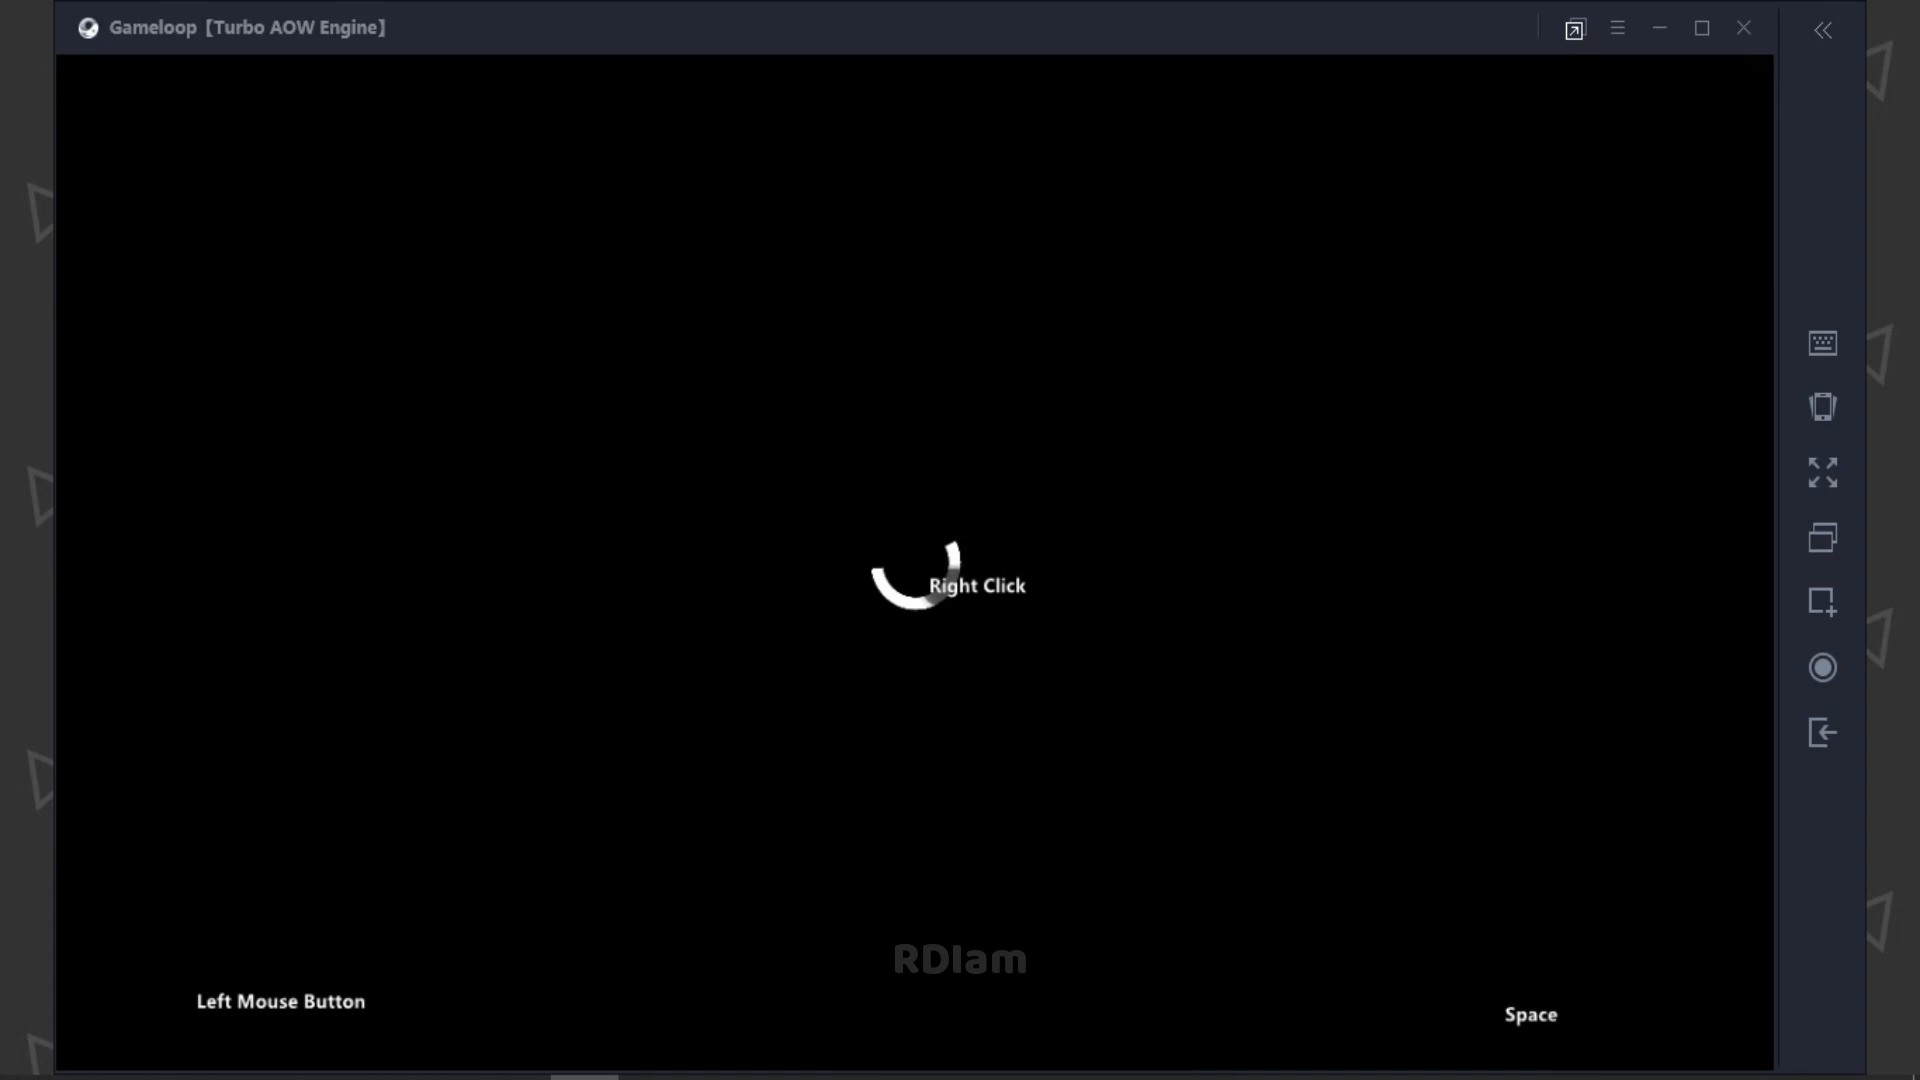 Gameloop【Turbo AOW Engine】
Right Click
RDIam
Left Mouse Button
Space